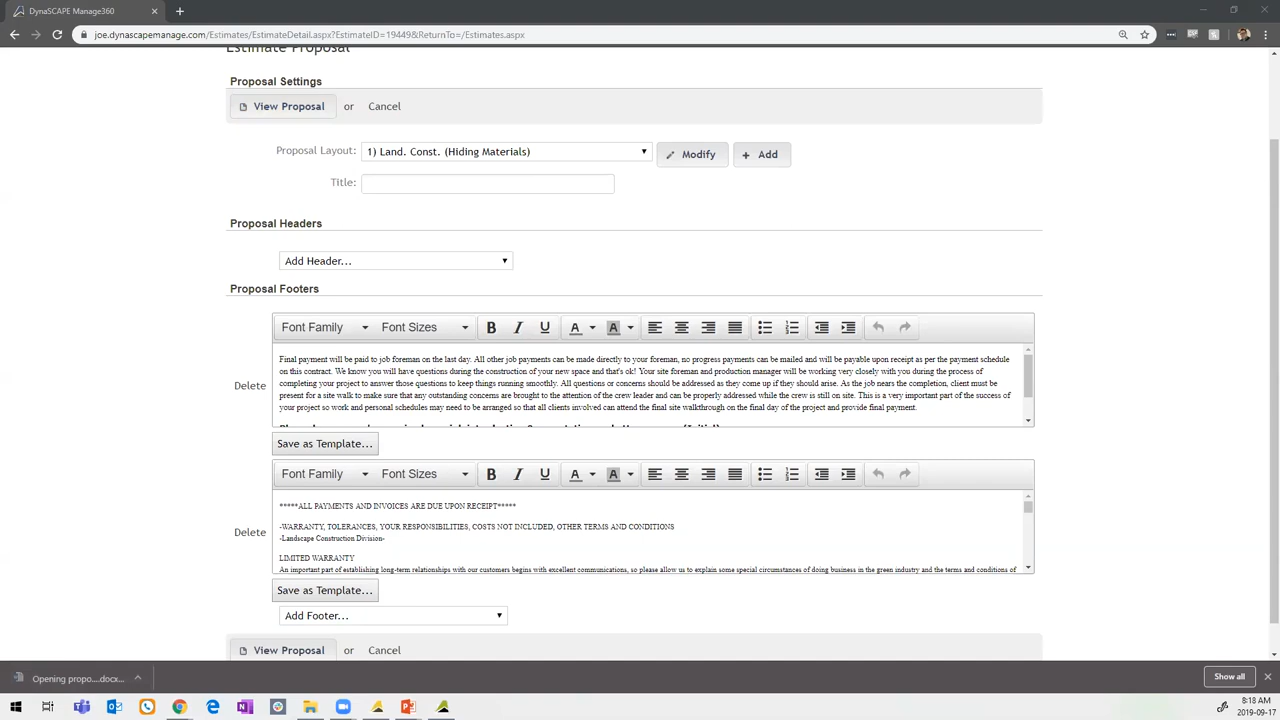 DynaSCAPE Manage360
joe.dynascapemanage.com/Estimates/EstimateDetail.aspx?EstimateID=19449&ReturnTo=/Estimates.aspx
Estimate Proposal
Proposal Settings
View Proposal or Cancel
Proposal Layout: 1) Land. Const. (Hiding Materials) Modify Add
Title:
Proposal Headers
Add Header...
Proposal Footers
Font Family Font Sizes B I U A A
Final payment will be paid to job foreman on the last day. All other job payments can be made directly to your foreman, no progress payments can be mailed and will be payable upon receipt as per the payment schedule
on this contract. We know you will have questions during the construction of your new space and that's ok! Your site foreman and production manager will be working very closely with you during the process of
completing your project to answer those questions to keep things running smoothly. All questions or concerns should be addressed as they come up if they should arise. As the job nears the completion, client must be
present for a site walk to make sure that any outstanding concerns are brought to the attention of the crew leader and can be properly addressed while the crew is still on site. This is a very important part of the success of
your project so work and personal schedules may need to be arranged so that all clients involved can attend the final site walkthrough on the final day of the project and provide final payment.
Delete
Save as Template...
Font Family Font Sizes B I U A A
*****ALL PAYMENTS AND INVOICES ARE DUE UPON RECEIPT*****
-WARRANTY, TOLERANCES, YOUR RESPONSIBILITIES, COSTS NOT INCLUDED, OTHER TERMS AND CONDITIONS
-Landscape Construction Division-
LIMITED WARRANTY
An important part of establishing long-term relationships with our customers begins with excellent communications, so please allow us to explain some special circumstances of doing business in the green industry and the terms and conditions of
Delete
Save as Template...
Add Footer...
View Proposal or Cancel
Opening propo....docx...
Show all
8:18 AM
2019-09-17